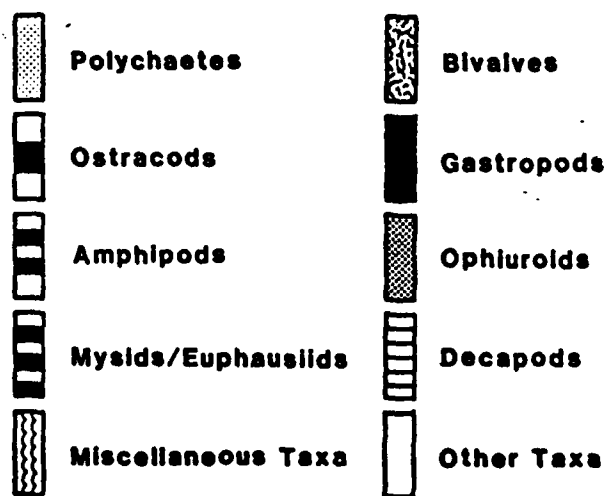 Polychaetes
Bivalves
Ostracods
Gastropods
Amphipods
Ophiuroids
Mysids/Euphausiids
Decapods
Miscellaneous Taxa
Other Taxa